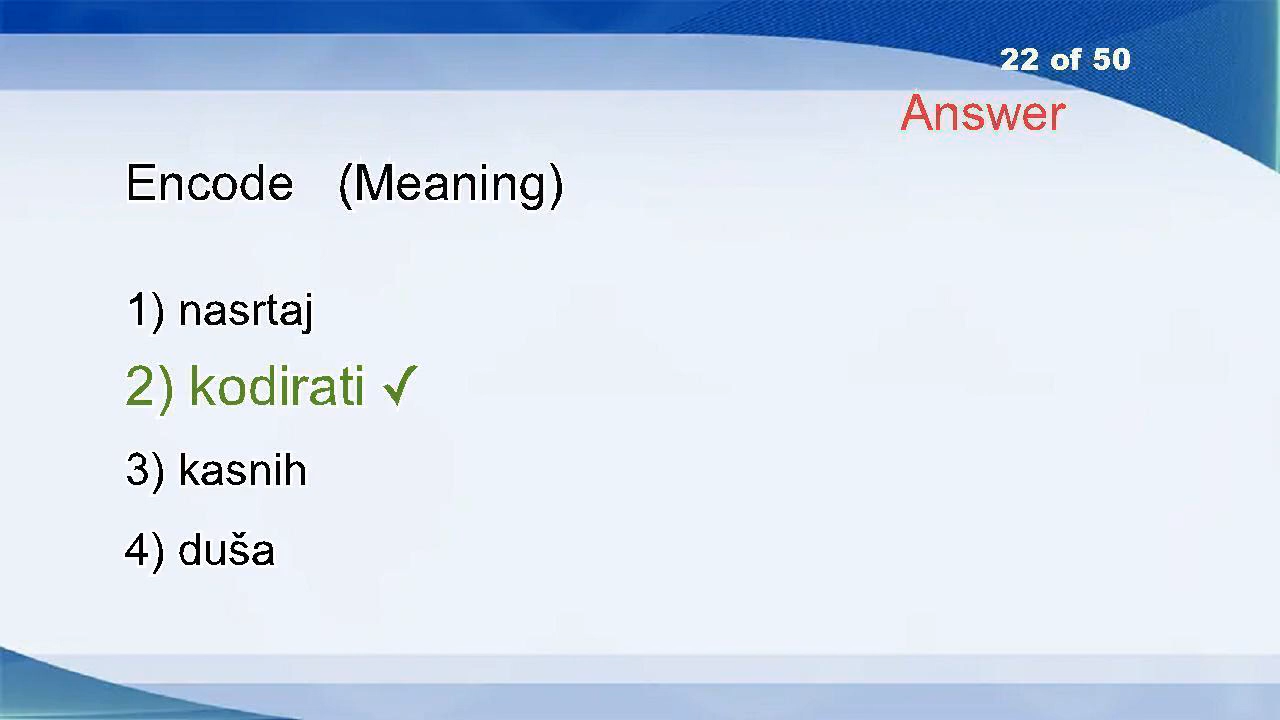 22 of 50
Answer
Encode (Meaning)
1) nasrtaj
2) kodirati ✓
3) kasnih
4) duša